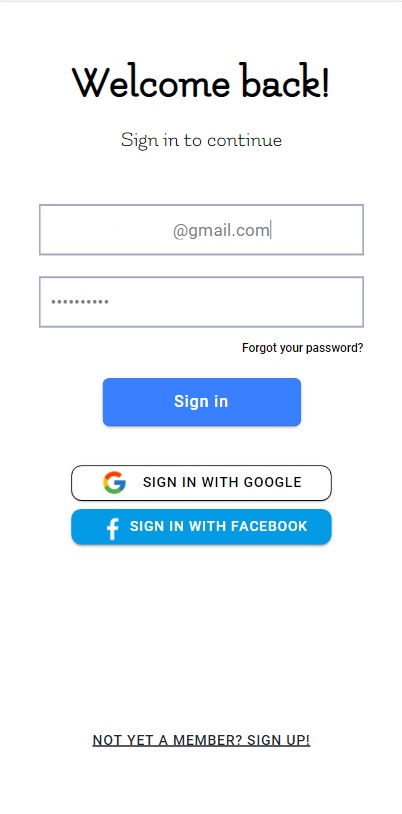 Welcome back!
Sign in to continue
@gmail.com
••••••••••
Forgot your password?
Sign in
SIGN IN WITH GOOGLE
SIGN IN WITH FACEBOOK
NOT YET A MEMBER? SIGN UP!